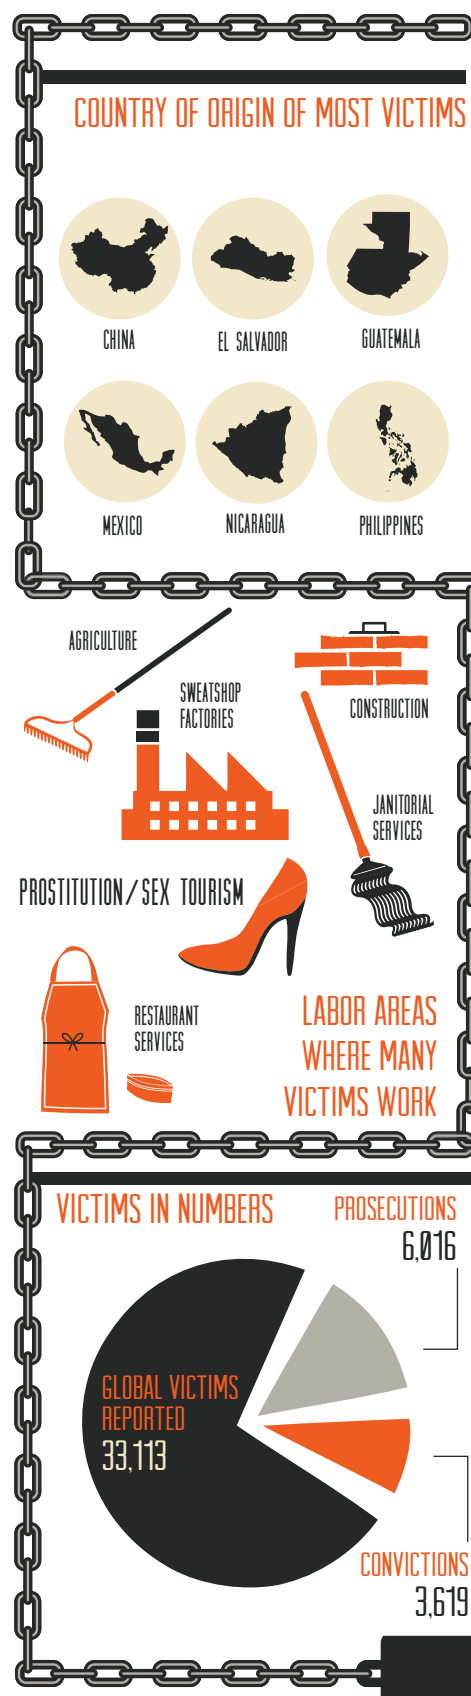 COUNTRY OF ORIGIN OF MOST VICTIMS
CHINA
EL SALVADOR
GUATEMALA
MEXICO
NICARAGUA
PHILIPPINES
AGRICULTURE
SWEATSHOP
FACTORIES
CONSTRUCTION
JANITORIAL
SERVICES
PROSTITUTION/SEX TOURISM
RESTAURANT
SERVICES
LABOR AREAS
WHERE MANY
VICTIMS WORK
VICTIMS IN NUMBERS
PROSECUTIONS
6,016
GLOBAL VICTIMS
REPORTED
33,113
CONVICTIONS
3,619